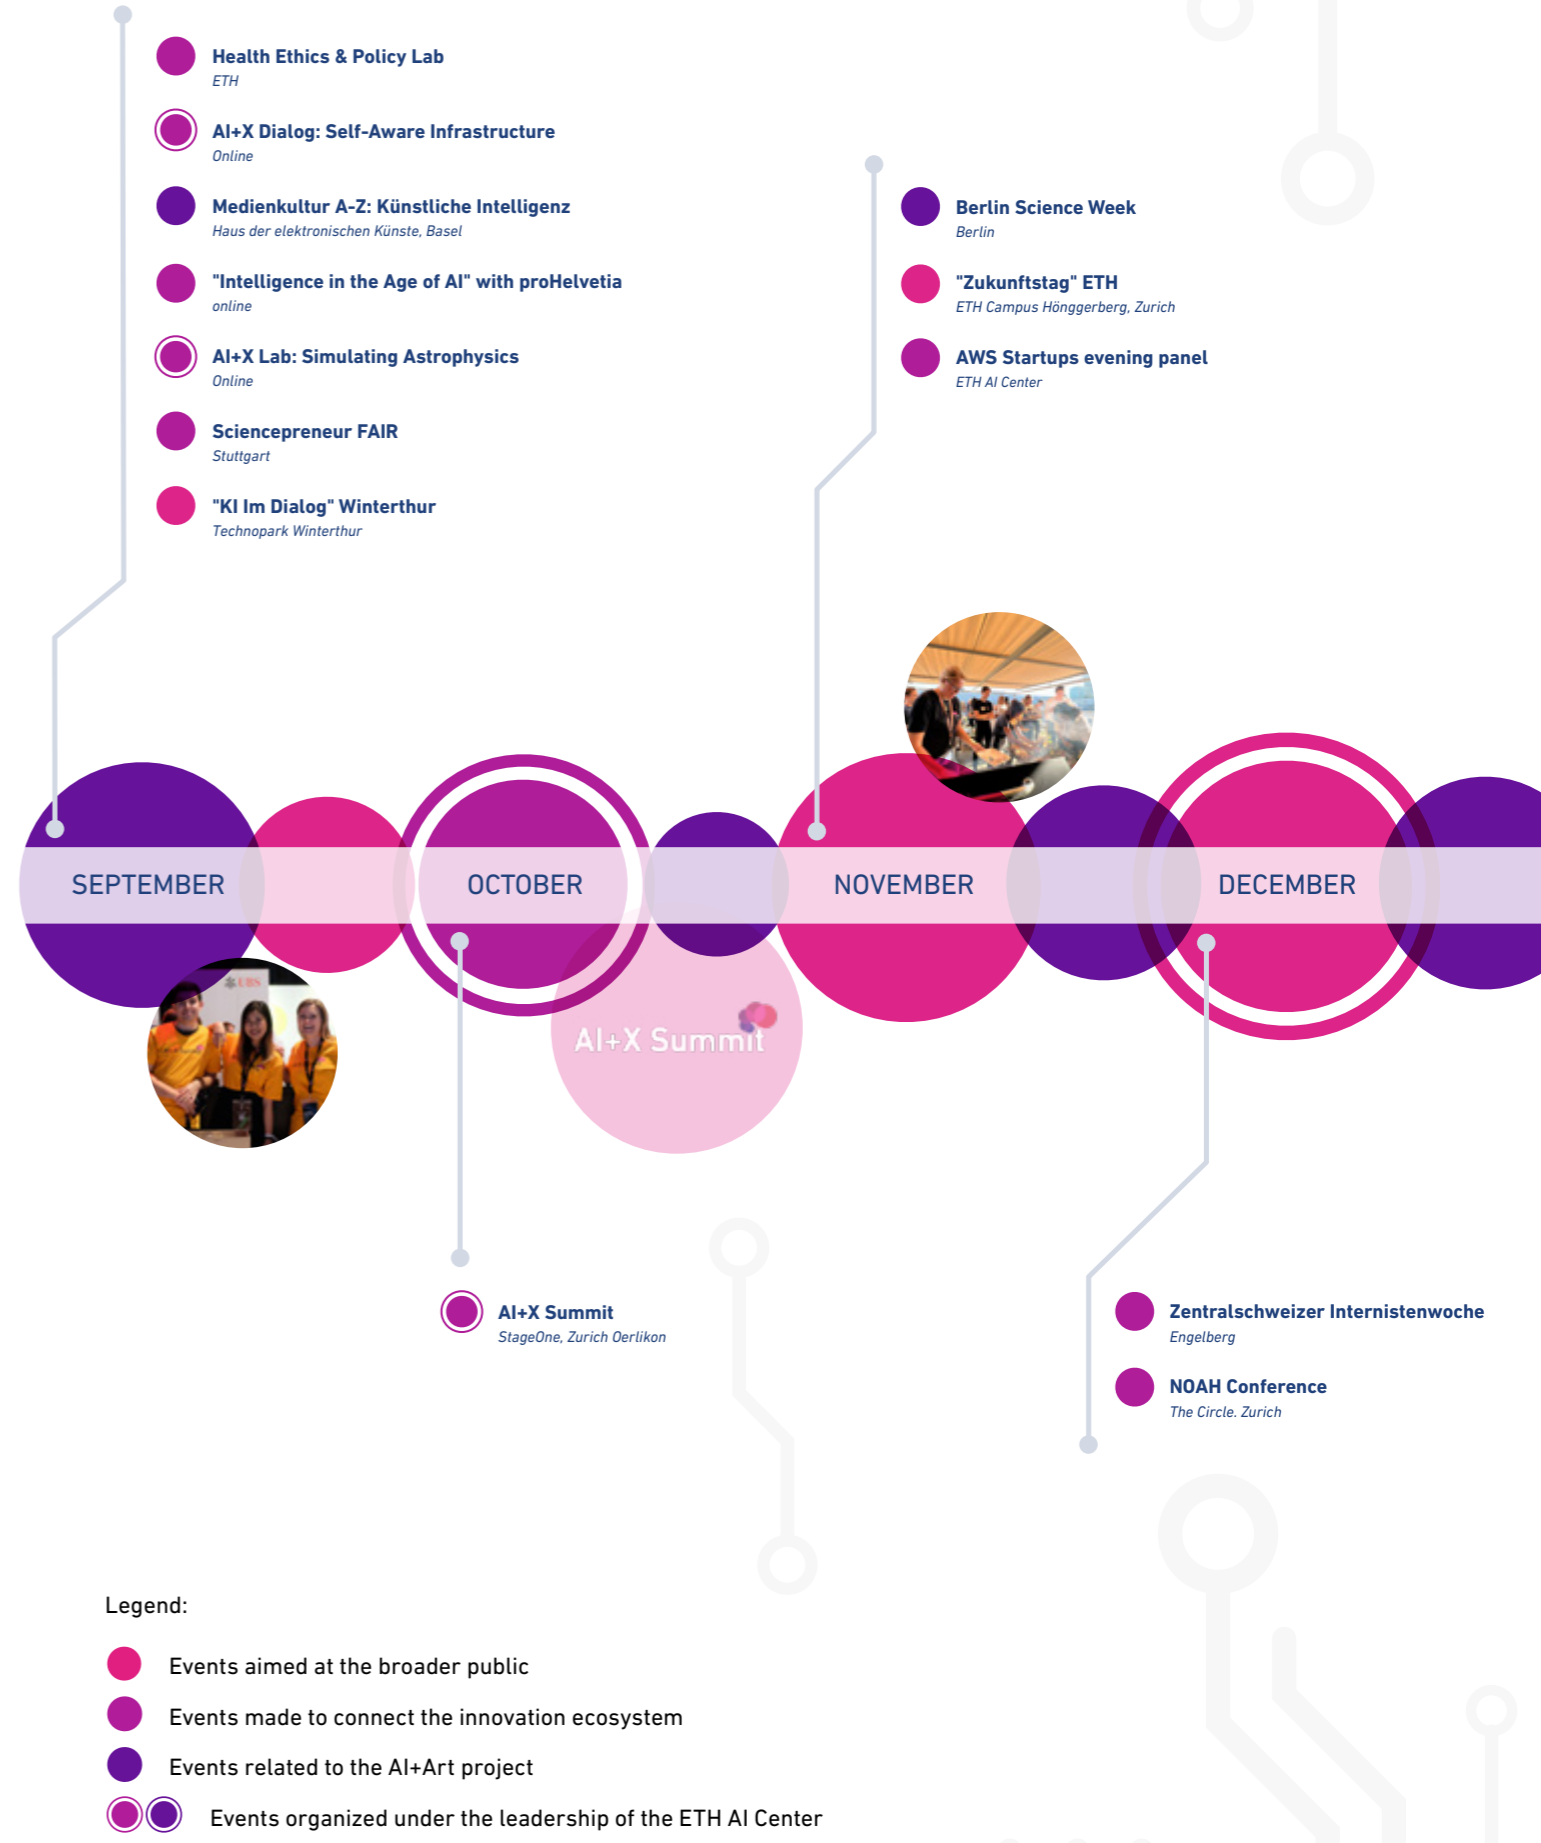 Health Ethics & Policy Lab
ETH
AI+X Dialog: Self-Aware Infrastructure
Online
Medienkultur A-Z: Künstliche Intelligenz
Haus der elektronischen Künste, Basel
"Intelligence in the Age of AI" with proHelvetia
online
AI+X Lab: Simulating Astrophysics
Online
Sciencepreneur FAIR
Stuttgart
"KI Im Dialog" Winterthur
Technopark Winterthur
Berlin Science Week
Berlin
"Zukunftstag" ETH
ETH Campus Hönggerberg, Zurich
AWS Startups evening panel
ETH AI Center
SEPTEMBER
OCTOBER
NOVEMBER
DECEMBER
UBS
AI+X Summit
AI+X Summit
StageOne, Zurich Oerlikon
Zentralschweizer Internistenwoche
Engelberg
NOAH Conference
The Circle. Zurich
Legend:
Events aimed at the broader public
Events made to connect the innovation ecosystem
Events related to the AI+Art project
Events organized under the leadership of the ETH AI Center